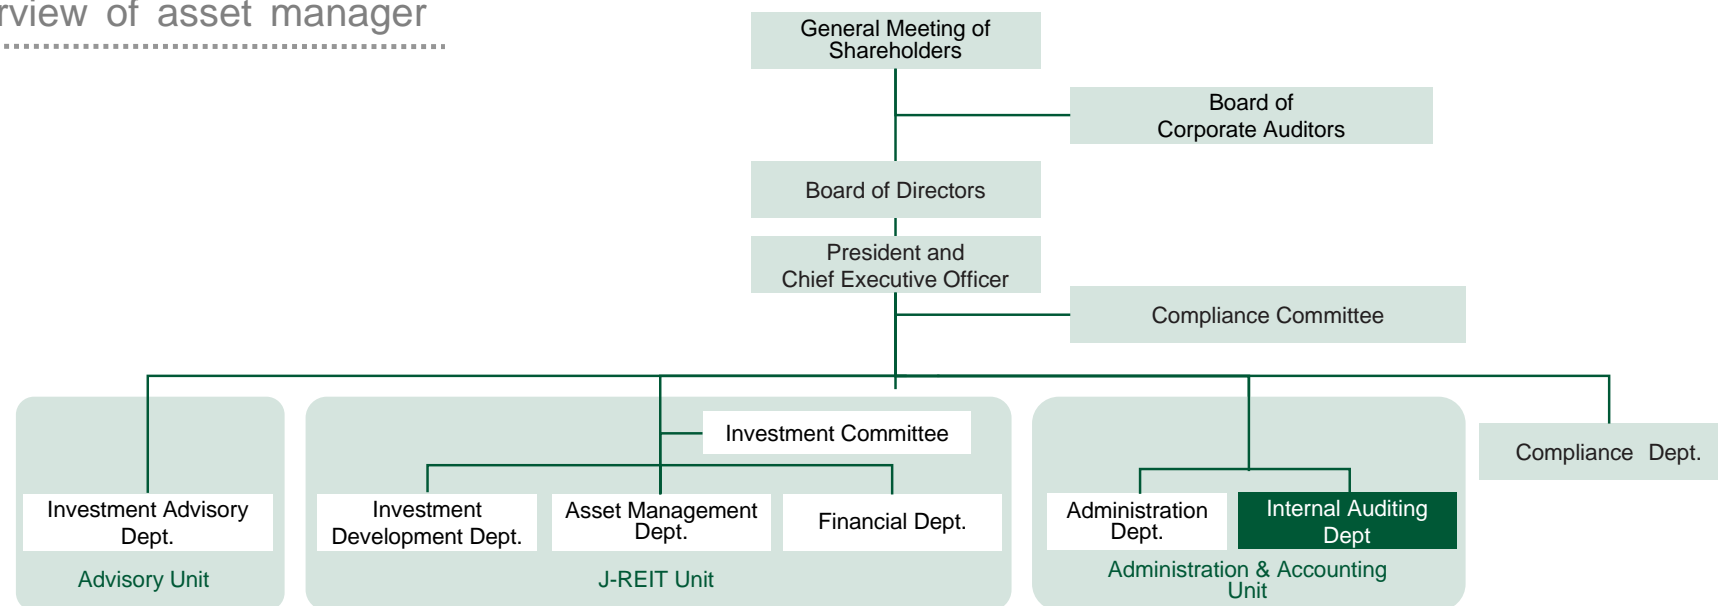 rview of asset manager
General Meeting of
Shareholders
Board of
Corporate Auditors
Board of Directors
President and
Chief Executive Officer
Compliance Committee
Investment Committee
Compliance Dept.
Investment Advisory
Dept.
Investment
Development Dept.
Asset Management
Dept.
Financial Dept.
Administration
Dept.
Internal Auditing
Dept
Advisory Unit
J-REIT Unit
Administration & Accounting
Unit